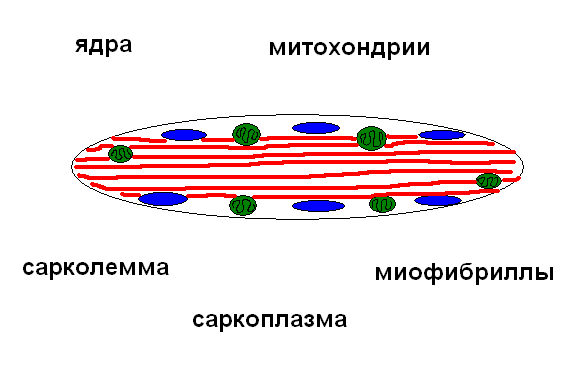 ядра
митохондрии
сарколемма
миофибриллы
саркоплазма